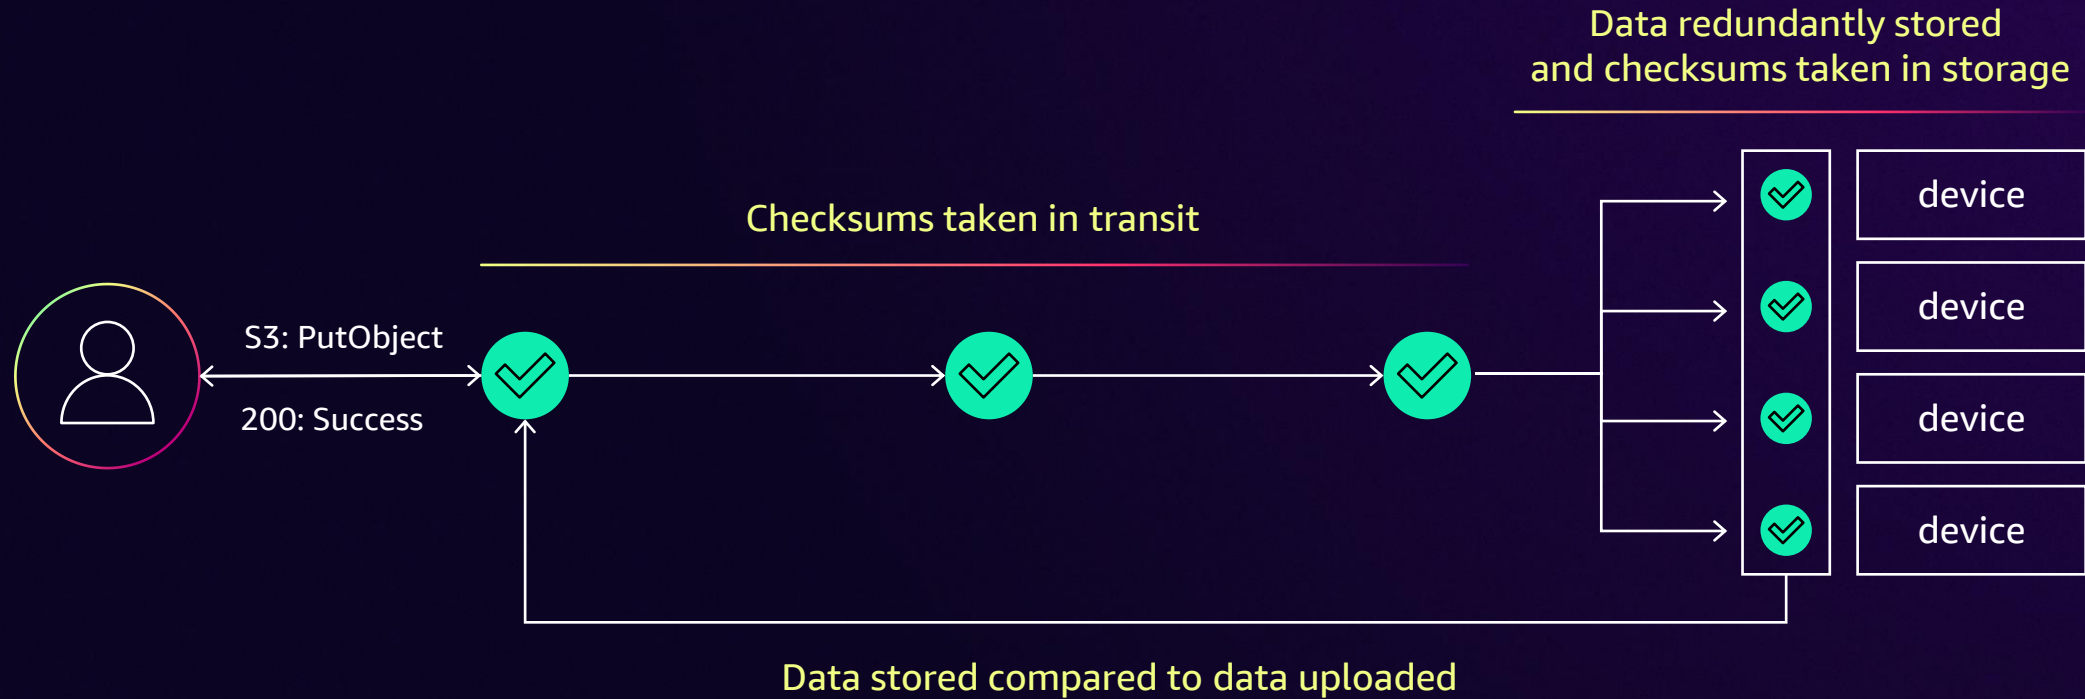 Data redundantly stored
and checksums taken in storage
Checksums taken in transit
S3: PutObject
200: Success
device
device
device
device
Data stored compared to data uploaded